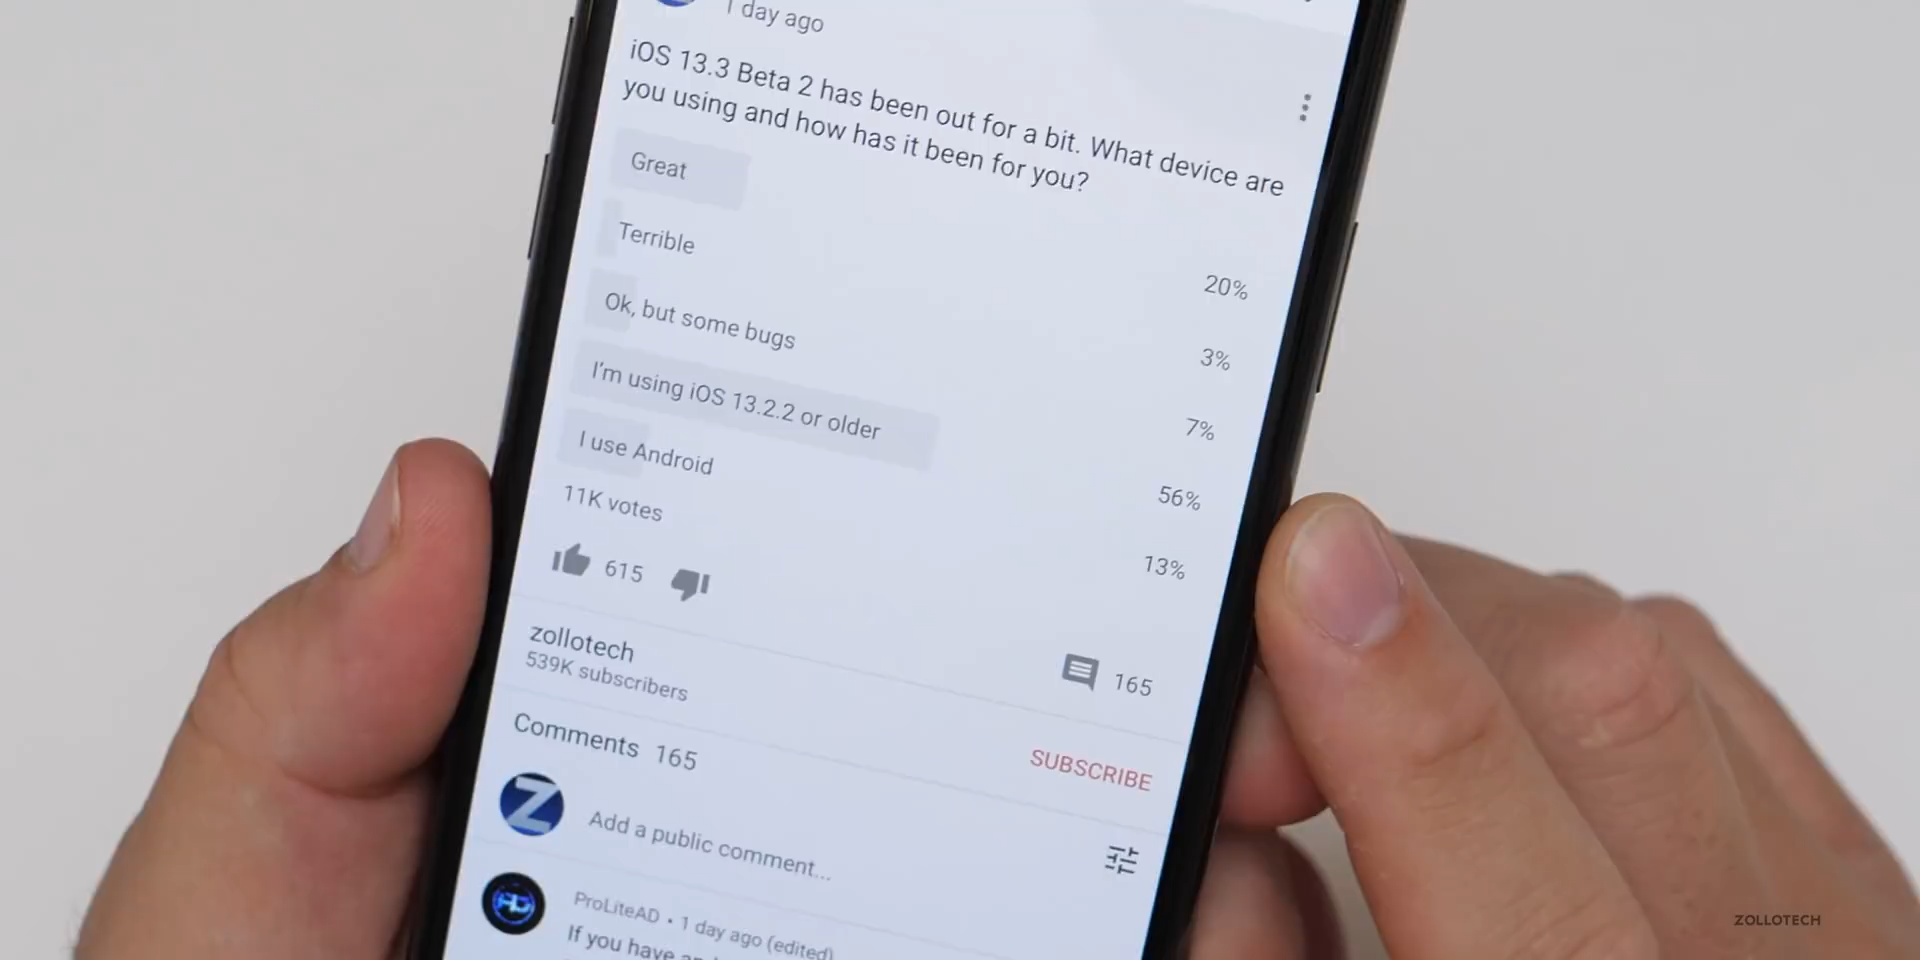 1 day ago
iOS 13.3 Beta 2 has been out for a bit. What device are
you using and how has it been for you?
Great
20%
Terrible
3%
Ok, but some bugs
7%
I'm using iOS 13.2.2 or older
56%
I use Android
13%
11K votes
615
165
zollotech
539K subscribers
SUBSCRIBE
Comments 165
Z
Add a public comment...
ProLiteAD • 1 day ago (edited)
If you have
ZOLLOTECH